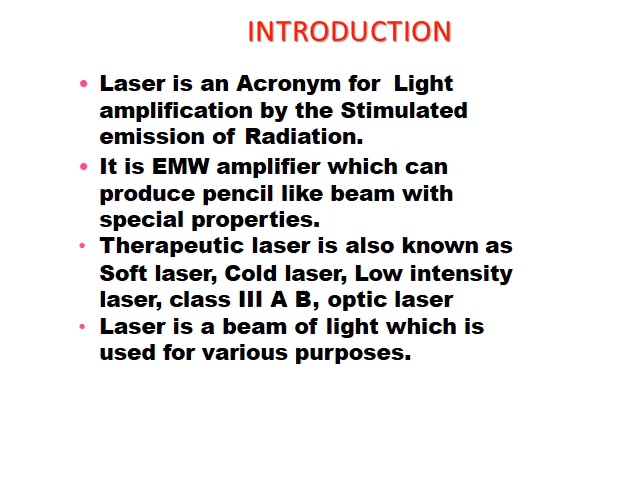 INTRODUCTION
• Laser is an Acronym for Light
amplification by the Stimulated
emission of Radiation.
• It is EMW amplifier which can
produce pencil like beam with
special properties.
• Therapeutic laser is also known as
Soft laser, Cold laser, Low intensity
laser, class III A B, optic laser
• Laser is a beam of light which is
used for various purposes.